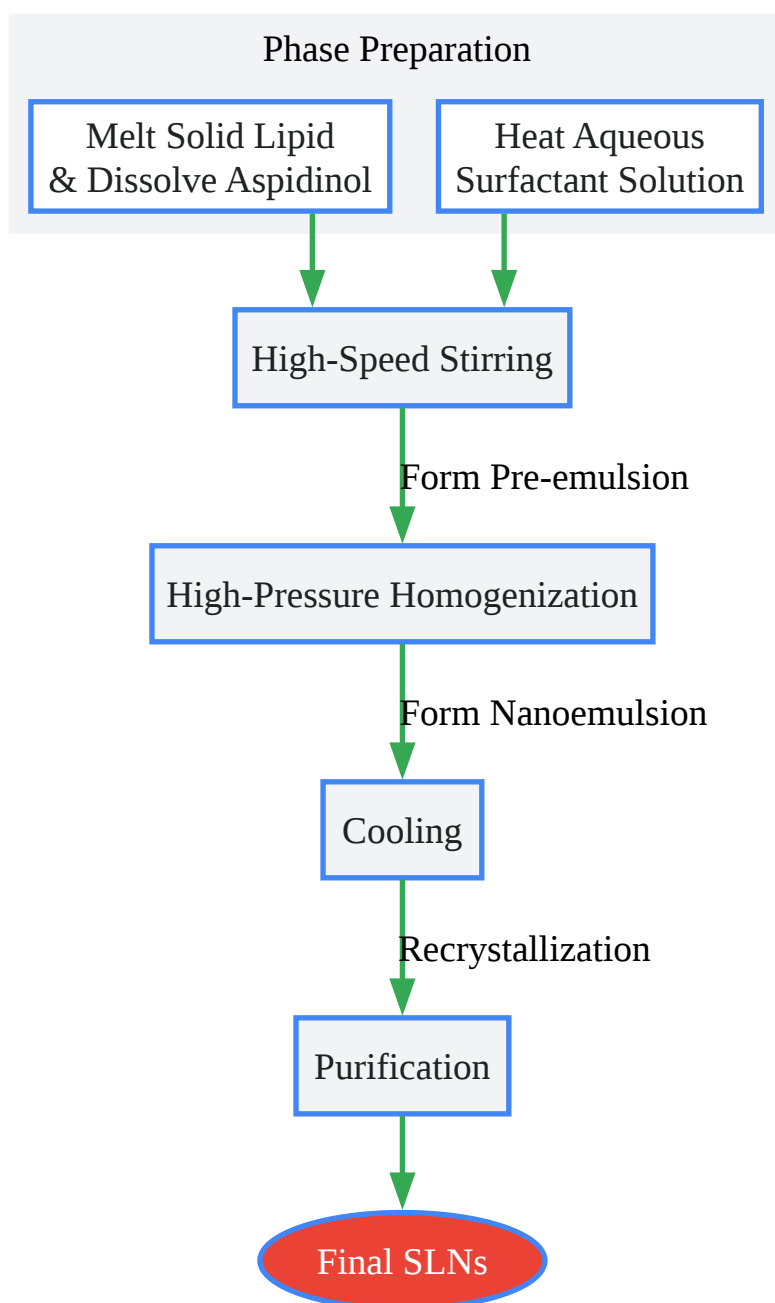 Phase Preparation
Melt Solid Lipid
& Dissolve Aspidinol
Heat Aqueous
Surfactant Solution
High-Speed Stirring
Form Pre-emulsion
High-Pressure Homogenization
Form Nanoemulsion
Cooling
Recrystallization
Purification
Final SLNs